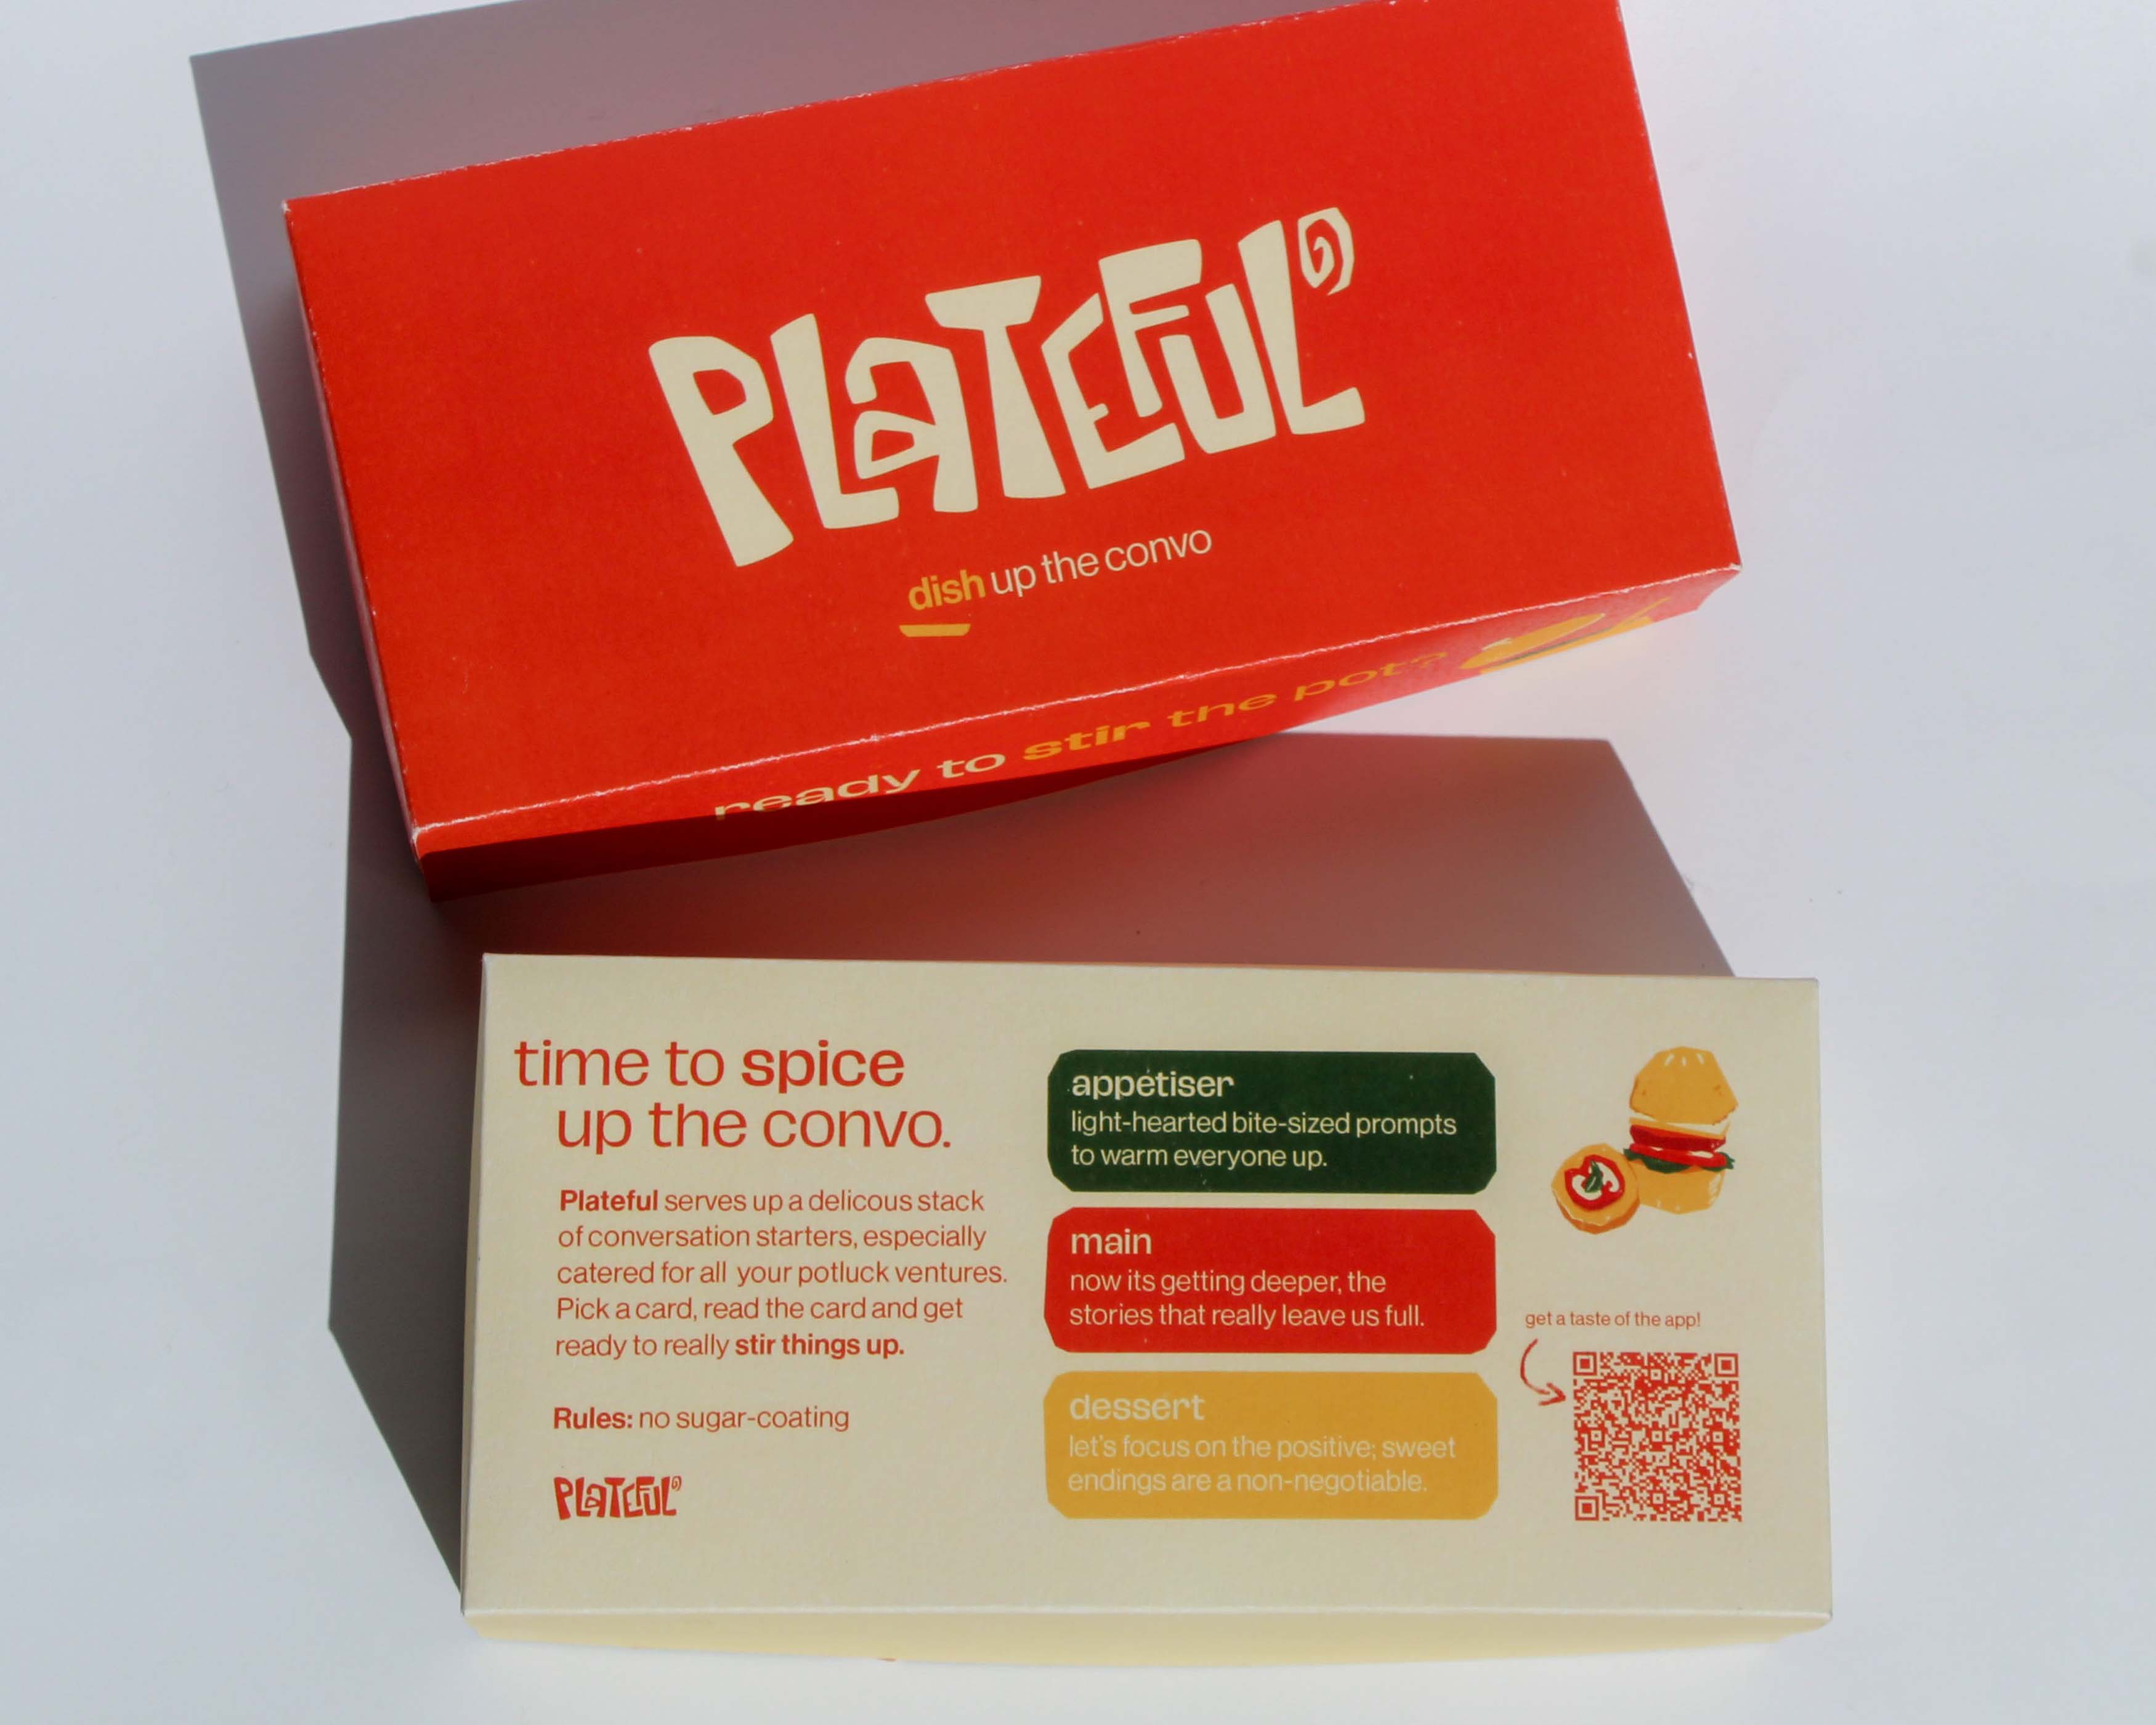 PLATEFUL
dish up the convo
ready to stir the pot?
time to spice
up the convo.
Plateful serves up a delicous stack
of conversation starters, especially
catered for all your potluck ventures.
Pick a card, read the card and get
ready to really stir things up.
Rules: no sugar-coating
PLATEFUL
appetiser
light-hearted bite-sized prompts
to warm everyone up.
main
now its getting deeper, the
stories that really leave us full.
dessert
let's focus on the positive; sweet
endings are a non-negotiable.
get a taste of the app!